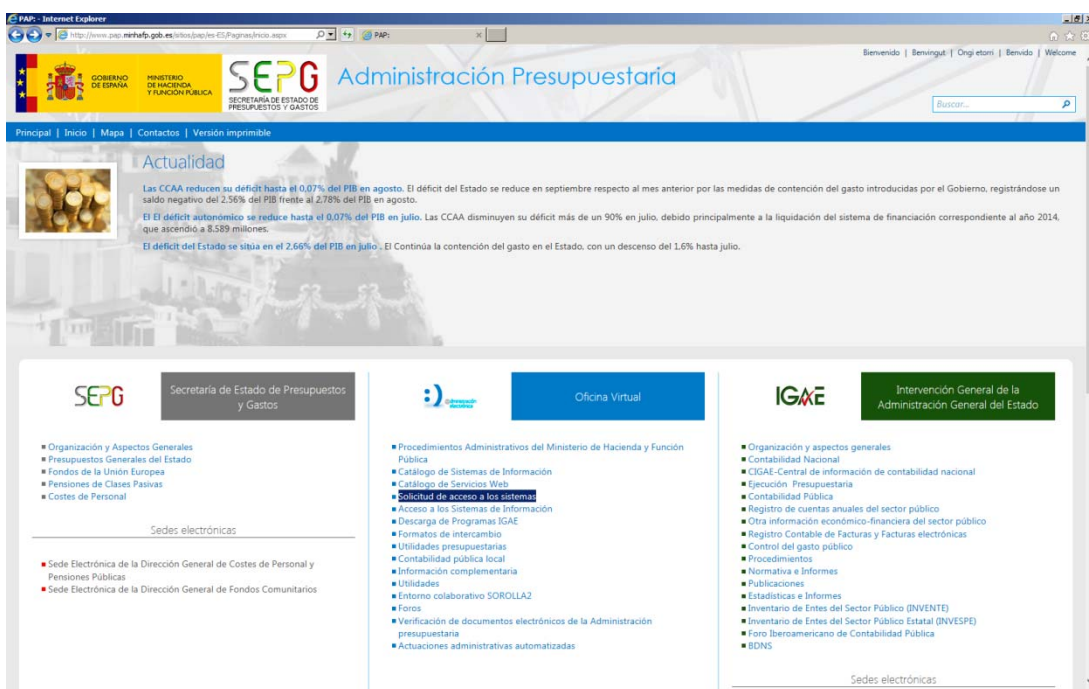 PAP: - Internet Explorer
http://www.pap.minhafp.gob.es/sitios/pap/es-ES/Paginas/inicio.aspx
PAP:
Bienvenido | Benvingut | Ongi etorri | Benvido | Welcome
GOBIERNO DE ESPAÑA
MINISTERIO DE HACIENDA Y FUNCIÓN PÚBLICA
SEPG
SECRETARÍA DE ESTADO DE PRESUPUESTOS Y GASTOS
Administración Presupuestaria
Buscar...
Principal | Inicio | Mapa | Contactos | Versión imprimible
Actualidad
Las CCAA reducen su déficit hasta el 0,07% del PIB en agosto. El déficit del Estado se reduce en septiembre respecto al mes anterior por las medidas de contención del gasto introducidas por el Gobierno, registrándose un
saldo negativo del 2,56% del PIB frente al 2,78% del PIB en agosto.
El El déficit autonómico se reduce hasta el 0,07% del PIB en julio. Las CCAA disminuyen su déficit más de un 90% en julio, debido principalmente a la liquidación del sistema de financiación correspondiente al año 2014,
que ascendió a 8.589 millones.
El déficit del Estado se sitúa en el 2,66% del PIB en julio . El Continúa la contención del gasto en el Estado, con un descenso del 1,6% hasta julio.
SEPG
Secretaría de Estado de Presupuestos
y Gastos
Organización y Aspectos Generales
Presupuestos Generales del Estado
Fondos de la Unión Europea
Pensiones de Clases Pasivas
Costes de Personal
Sedes electrónicas
Sede Electrónica de la Dirección General de Costes de Personal y
Pensiones Públicas
Sede Electrónica de la Dirección General de Fondos Comunitarios
:)
administración electrónica
Oficina Virtual
Procedimientos Administrativos del Ministerio de Hacienda y Función
Pública
Catálogo de Sistemas de Información
Catálogo de Servicios Web
Solicitud de acceso a los sistemas
Acceso a los Sistemas de Información
Descarga de Programas IGAE
Formatos de intercambio
Utilidades presupuestarias
Contabilidad pública local
Información complementaria
Utilidades
Entorno colaborativo SOROLLA2
Foros
Verificación de documentos electrónicos de la Administración
presupuestaria
Actuaciones administrativas automatizadas
IGAE
Intervención General de la
Administración General del Estado
Organización y aspectos generales
Contabilidad Nacional
CIGAE-Central de información de contabilidad nacional
Ejecución Presupuestaria
Contabilidad Pública
Registro de cuentas anuales del sector público
Otra información económico-financiera del sector público
Registro Contable de Facturas y Facturas electrónicas
Control del gasto público
Procedimientos
Normativa e Informes
Publicaciones
Estadísticas e Informes
Inventario de Entes del Sector Público (INVENTE)
Inventario de Entes del Sector Público Estatal (INVESPE)
Foro Iberoamericano de Contabilidad Pública
BDNS
Sedes electrónicas